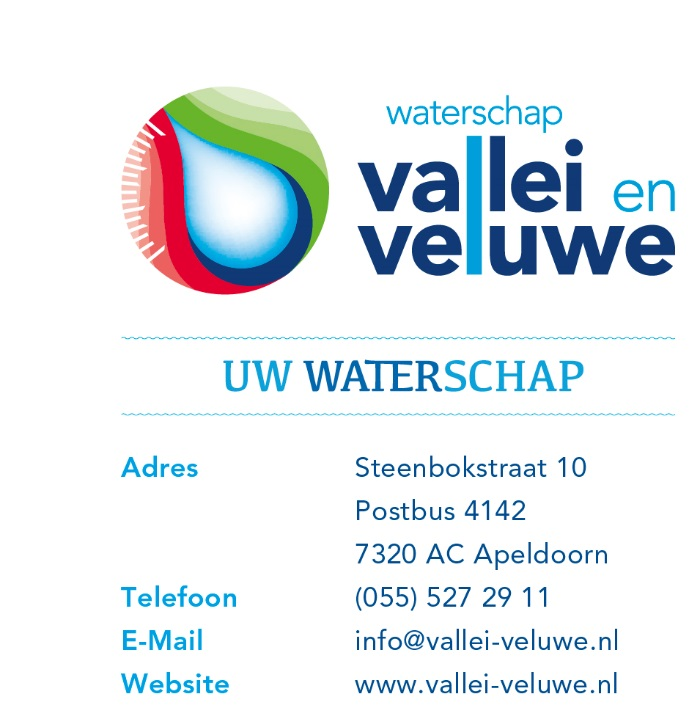 waterschap
vallei en
veluwe
UW WATERSCHAP
Adres Steenbokstraat 10
Postbus 4142
7320 AC Apeldoorn
Telefoon (055) 527 29 11
E-Mail info@vallei-veluwe.nl
Website www.vallei-veluwe.nl